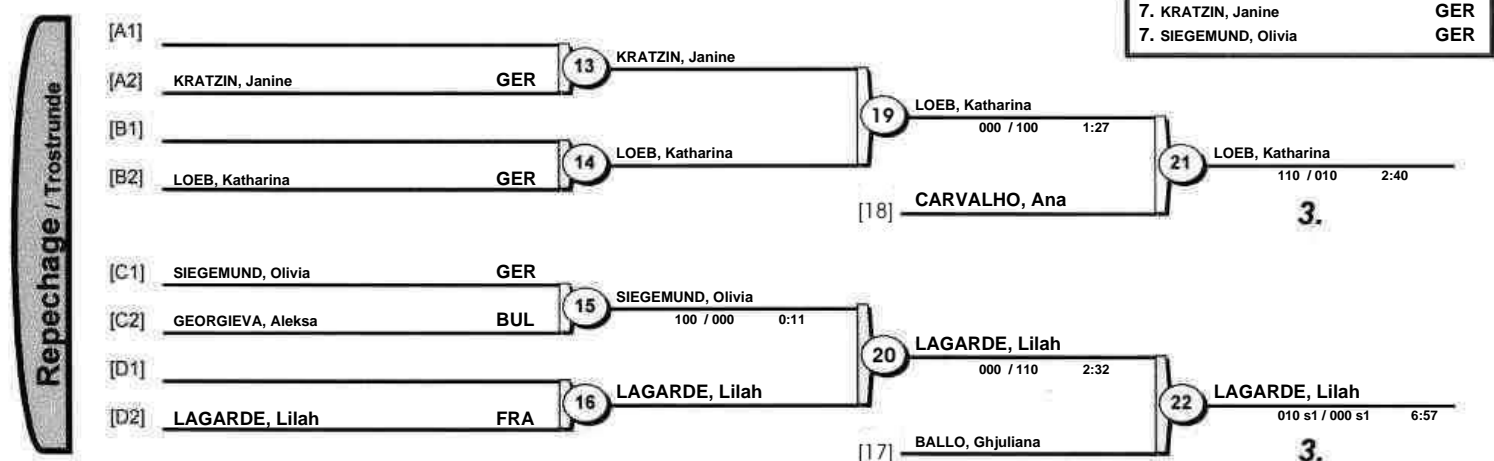 7. KRATZIN, Janine GER
7. SIEGEMUND, Olivia GER
Repechage / Trostrunde
[A1]
[A2] KRATZIN, Janine GER
13 KRATZIN, Janine
[B1]
[B2] LOEB, Katharina GER
14 LOEB, Katharina
19 LOEB, Katharina
000 / 100 1:27
[18] CARVALHO, Ana
21 LOEB, Katharina
110 / 010 2:40
3.
[C1] SIEGEMUND, Olivia GER
[C2] GEORGIEVA, Aleksa BUL
15 SIEGEMUND, Olivia
100 / 000 0:11
[D1]
[D2] LAGARDE, Lilah FRA
16 LAGARDE, Lilah
20 LAGARDE, Lilah
000 / 110 2:32
[17] BALLO, Ghjuliana
22 LAGARDE, Lilah
010 s1 / 000 s1 6:57
3.